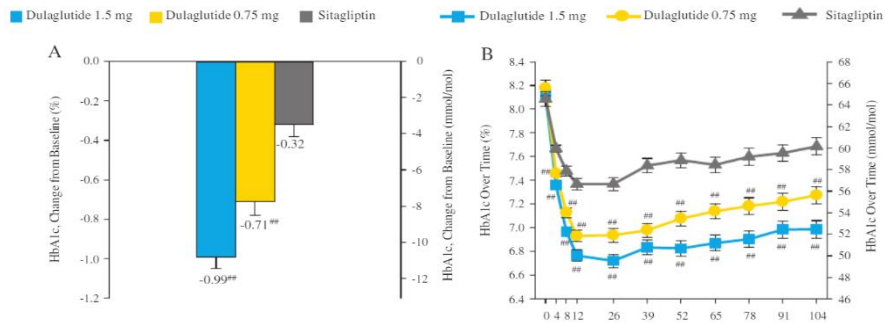 Dulaglutide 1.5 mg
Dulaglutide 0.75 mg
Sitagliptin
Dulaglutide 1.5 mg
Dulaglutide 0.75 mg
Sitagliptin
A
HbA1c, Change from Baseline (%)
0.0
-0.2
-0.4
-0.6
-0.8
-1.0
-1.2
-0.99##
-0.71##
-0.32
0
-2
-4
-6
-8
-10
-12
HbA1c, Change from Baseline (mmol/mol)
B
HbA1c Over Time (%)
8.4
8.2
8.0
7.8
7.6
7.4
7.2
7.0
6.8
6.6
6.4
## ## ## ## ## ## ## ## ## ##
## ## ## ## ## ## ## ## ##
68
66
64
62
60
58
56
54
52
50
48
46
HbA1c Over Time (mmol/mol)
0 4 8 12 26 39 52 65 78 91 104